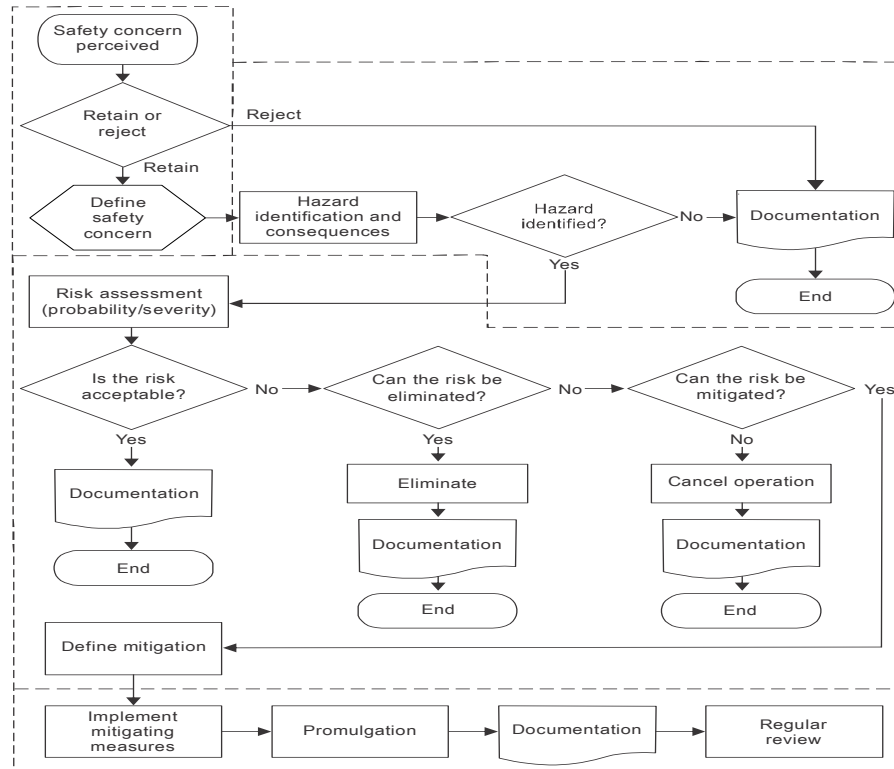 Safety concern
perceived
Retain or
reject
Reject
Retain
Define
safety
concern
Hazard
identification and
consequences
Hazard
identified?
No
Documentation
Yes
End
Risk assessment
(probability/severity)
Is the risk
acceptable?
No
Can the risk be
eliminated?
No
Can the risk be
mitigated?
Yes
Yes
Yes
No
Documentation
Eliminate
Cancel operation
Documentation
Documentation
End
End
End
Define mitigation
Implement
mitigating
measures
Promulgation
Documentation
Regular
review